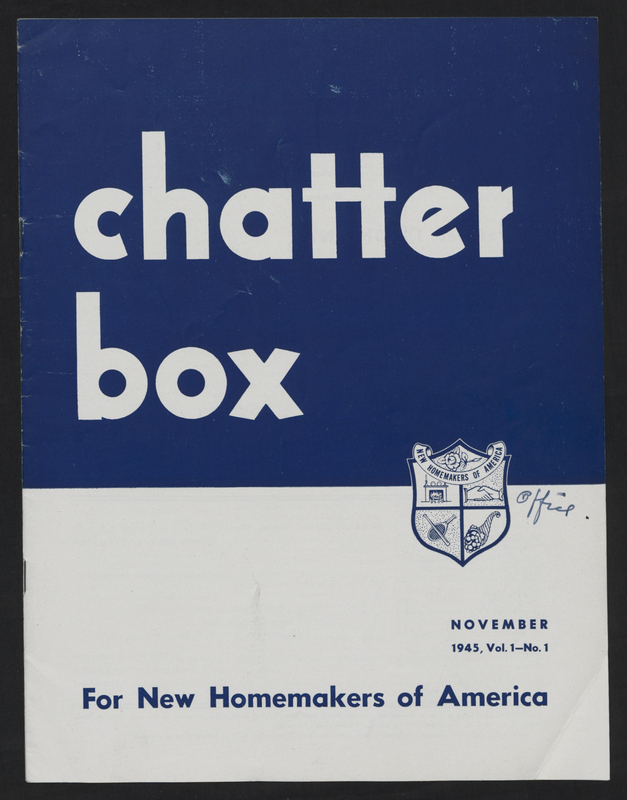 chatter
box
NEW HOMEMAKERS OF AMERICA
Office
NOVEMBER
1945, Vol. 1—No. 1
For New Homemakers of America